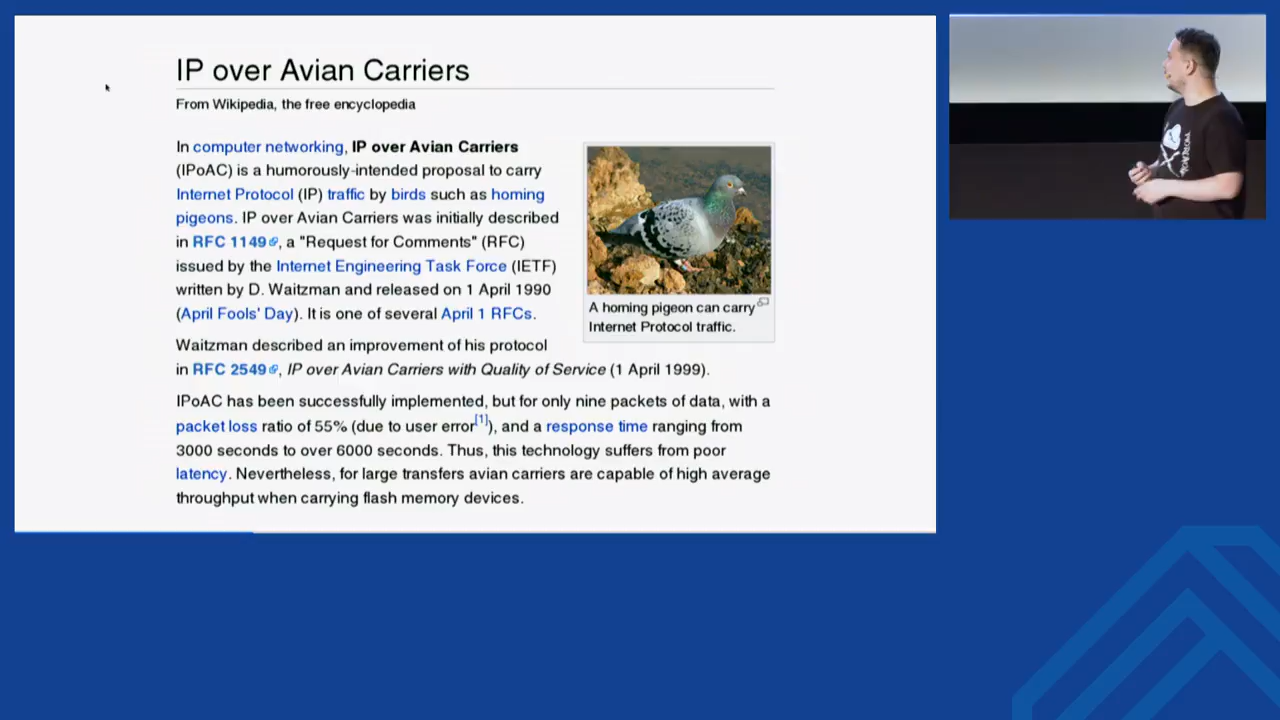 IP over Avian Carriers
From Wikipedia, the free encyclopedia
In computer networking, IP over Avian Carriers
(IPoAC) is a humorously-intended proposal to carry
Internet Protocol (IP) traffic by birds such as homing
pigeons. IP over Avian Carriers was initially described
in RFC 1149, a "Request for Comments" (RFC)
issued by the Internet Engineering Task Force (IETF)
written by D. Waitzman and released on 1 April 1990
(April Fools' Day). It is one of several April 1 RFCs.
A homing pigeon can carry
Internet Protocol traffic.
Waitzman described an improvement of his protocol
in RFC 2549, IP over Avian Carriers with Quality of Service (1 April 1999).
IPoAC has been successfully implemented, but for only nine packets of data, with a
packet loss ratio of 55% (due to user error[1]), and a response time ranging from
3000 seconds to over 6000 seconds. Thus, this technology suffers from poor
latency. Nevertheless, for large transfers avian carriers are capable of high average
throughput when carrying flash memory devices.